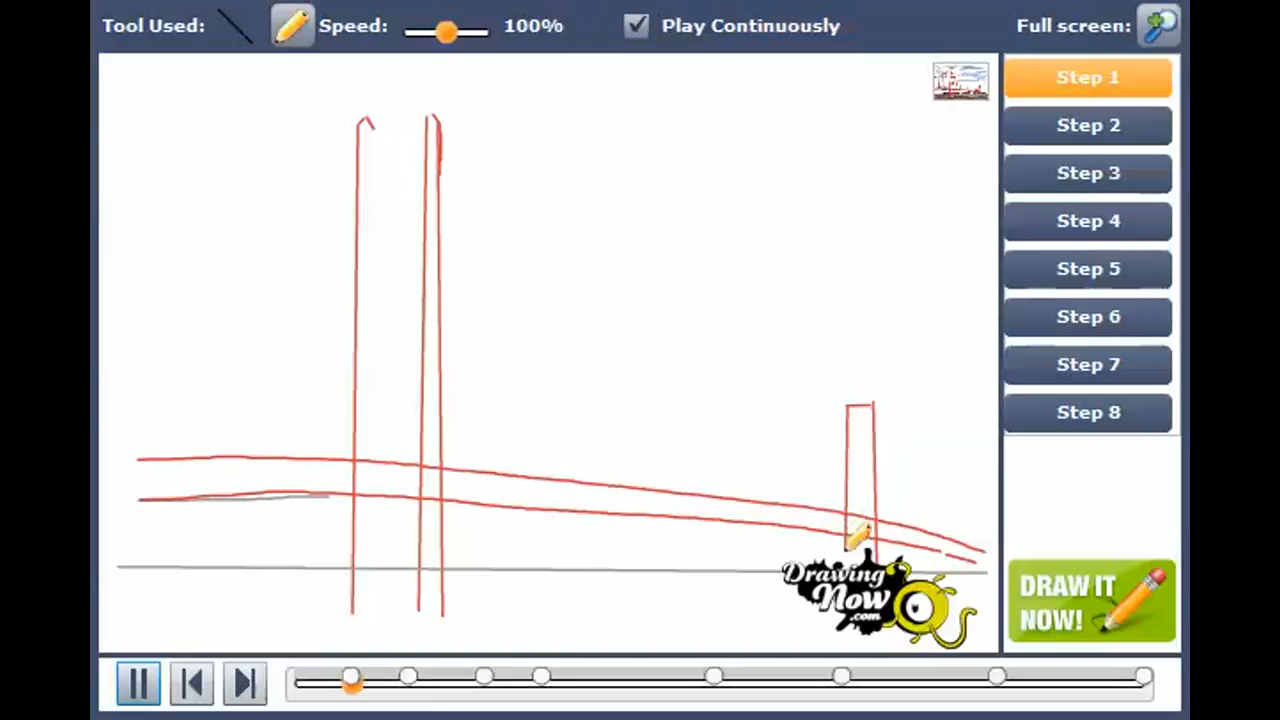 Tool Used:
Speed:
100%
Play Continuously
Full screen:
Step 1
Step 2
Step 3
Step 4
Step 5
Step 6
Step 7
Step 8
Drawing
Now
.com
DRAW IT
NOW!